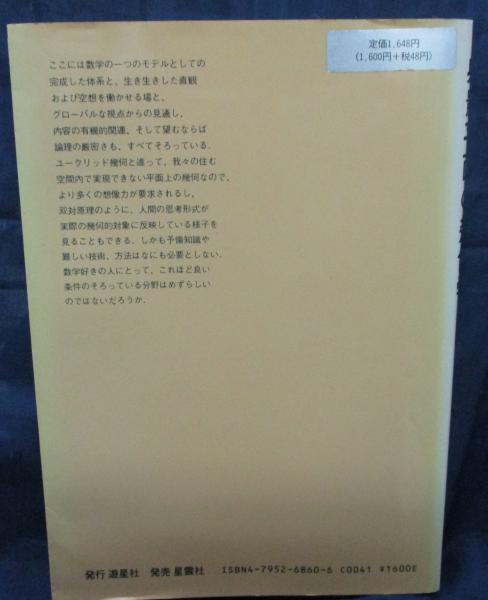 定価1,648円
(1,600円+税48円)
ここには数学の一つのモデルとしての
完成した体系と、生き生きした直観
および空想を働かせる場と、
グローバルな視点からの見通し、
内容の有機的関連、そして望むならば
論理の厳密さも、すべてそろっている.
ユークリッド幾何と違って、我々の住む
空間内で実現できない平面上の幾何なので、
より多くの想像力が要求されるし、
双対原理のように、人間の思考形式が
実際の幾何的対象に反映している様子を
見ることもできる. しかも予備知識や
難しい技術、方法はなにも必要としない.
数学好きの人にとって、これほど良い
条件のそろっている分野はめずらしい
のではないだろうか.
発行 遊星社 発売 星雲社 ISBN4-7952-6860-6 C0041 ¥1600E